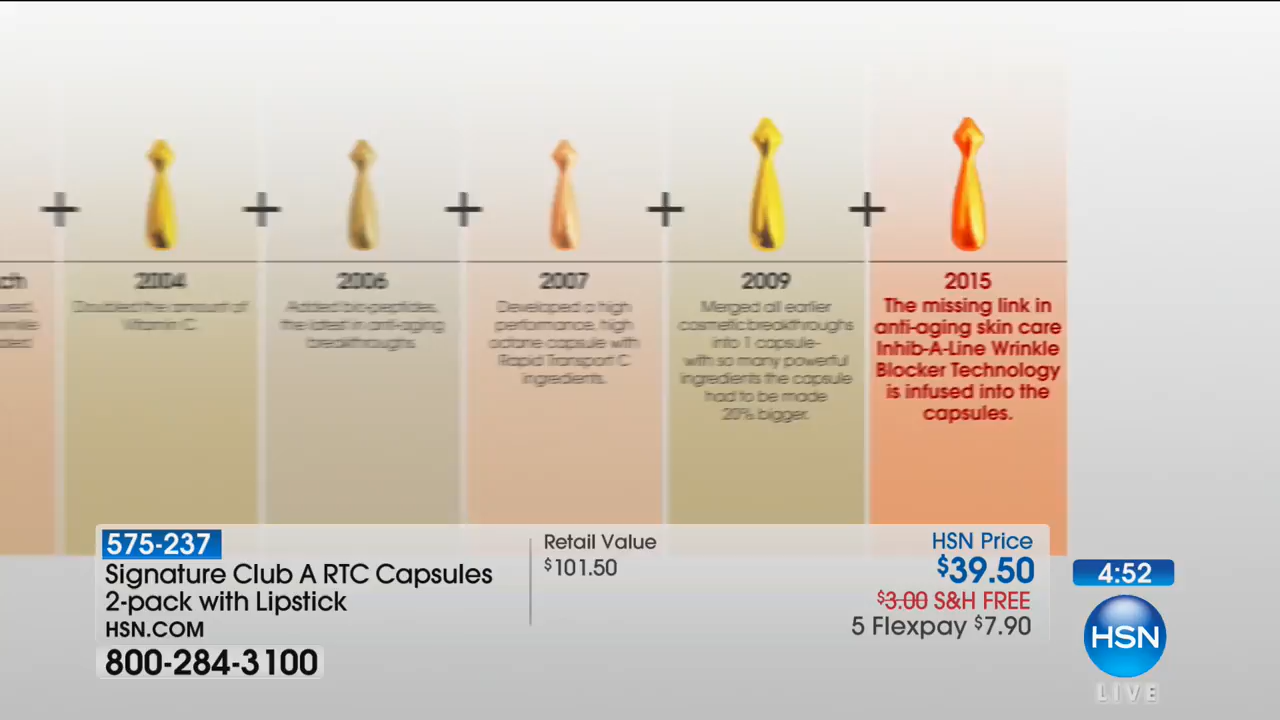 + + + + +
ch
2004
Doubled the amount of
Vitamin C
2006
Added bio-peptides,
the latest in anti-aging
breakthroughs
2007
Developed a high
performance, high
octane capsule with
Rapid Transport C
ingredients.
2009
Merged all earlier
cosmetic breakthroughs
into 1 capsule-
with so many powerful
ingredients the capsule
had to be made
20% bigger.
2015
The missing link in
anti-aging skin care
Inhib-A-Line Wrinkle
Blocker Technology
is infused into the
capsules.
575-237
Signature Club A RTC Capsules
2-pack with Lipstick
HSN.COM
800-284-3100
Retail Value
$101.50
HSN Price
$39.50
$3.00 S&H FREE
5 Flexpay $7.90
4:52
HSN
LIVE